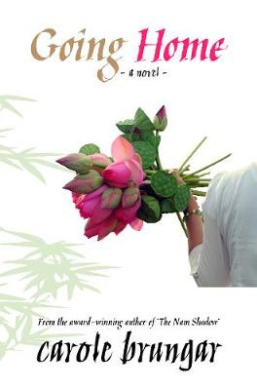 Going Home
- a novel -
From the award-winning author of 'The Nam Shadow'
carole brungar